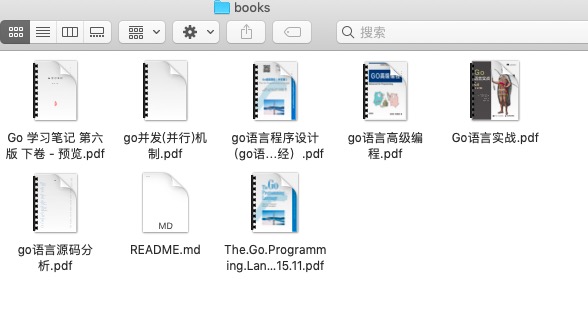 books
搜索
Go 学习笔记 第六
版 下卷 - 预览.pdf
go并发(并行)机
制.pdf
go语言程序设计
（go语...经）.pdf
go语言高级编
程.pdf
Go语言实战.pdf
go语言源码分
析.pdf
MD
README.md
The.Go.Programm
ing.Lan...15.11.pdf